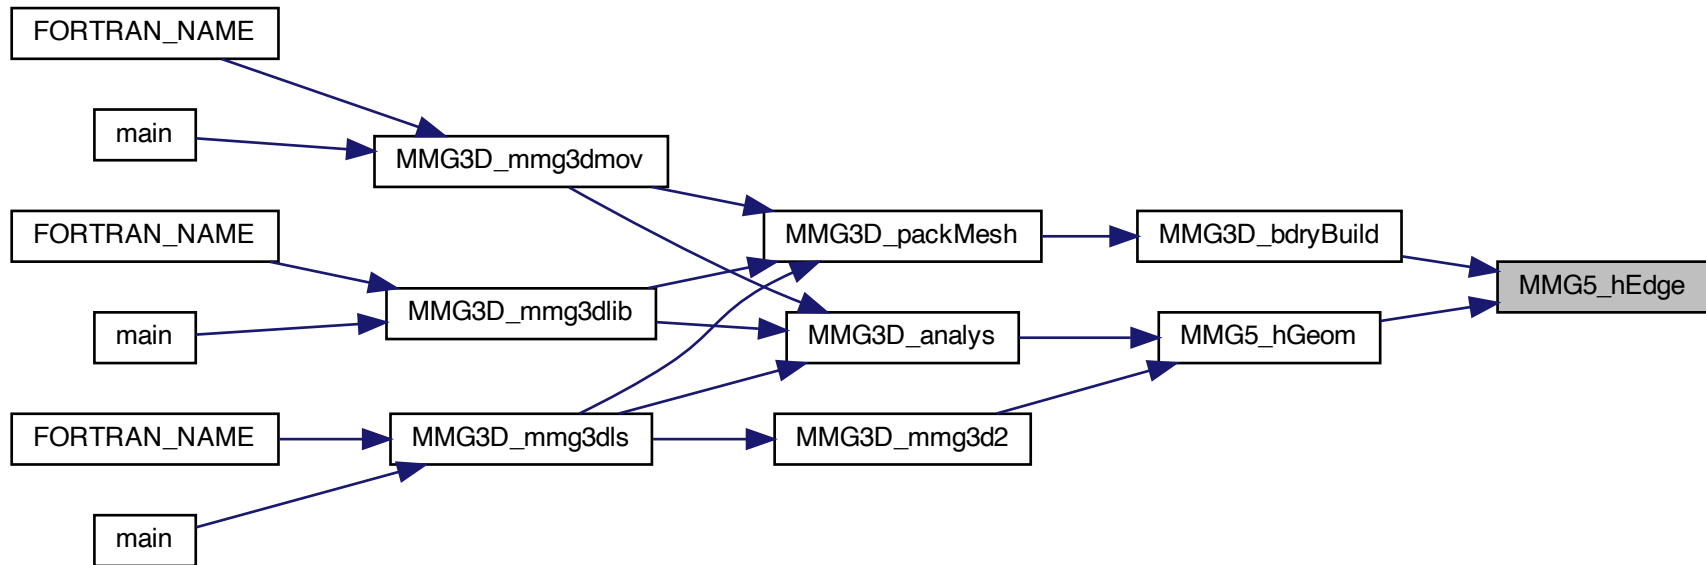 FORTRAN_NAME
main
MMG3D_mmg3dmov
FORTRAN_NAME
MMG3D_packMesh
MMG3D_bdryBuild
MMG5_hEdge
MMG3D_mmg3dlib
main
MMG3D_analys
MMG5_hGeom
FORTRAN_NAME
MMG3D_mmg3dls
MMG3D_mmg3d2
main